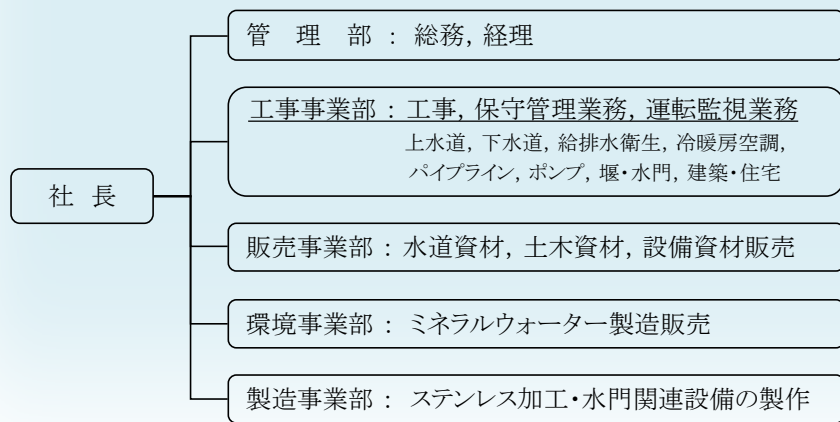 管 理 部 : 総務, 経理
工事事業部 : 工事, 保守管理業務, 運転監視業務
上水道, 下水道, 給排水衛生, 冷暖房空調,
パイプライン, ポンプ, 堰・水門, 建築・住宅
社 長
販売事業部 : 水道資材, 土木資材, 設備資材販売
環境事業部 : ミネラルウォーター製造販売
製造事業部 : ステンレス加工・水門関連設備の製作